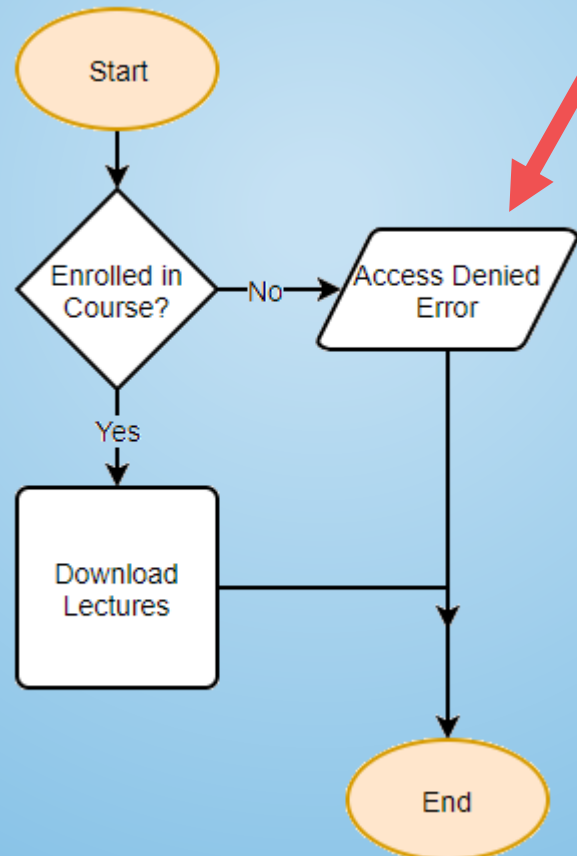 Start
Enrolled in
Course?
No
Access Denied
Error
Yes
Download
Lectures
End